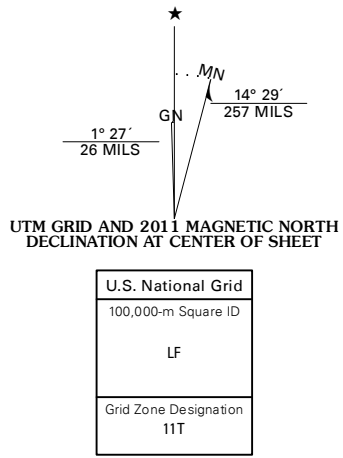 ★
MN
14° 29´
257 MILS
GN
1° 27´
26 MILS
UTM GRID AND 2011 MAGNETIC NORTH
DECLINATION AT CENTER OF SHEET
U.S. National Grid
100,000-m Square ID
LF
Grid Zone Designation
11T